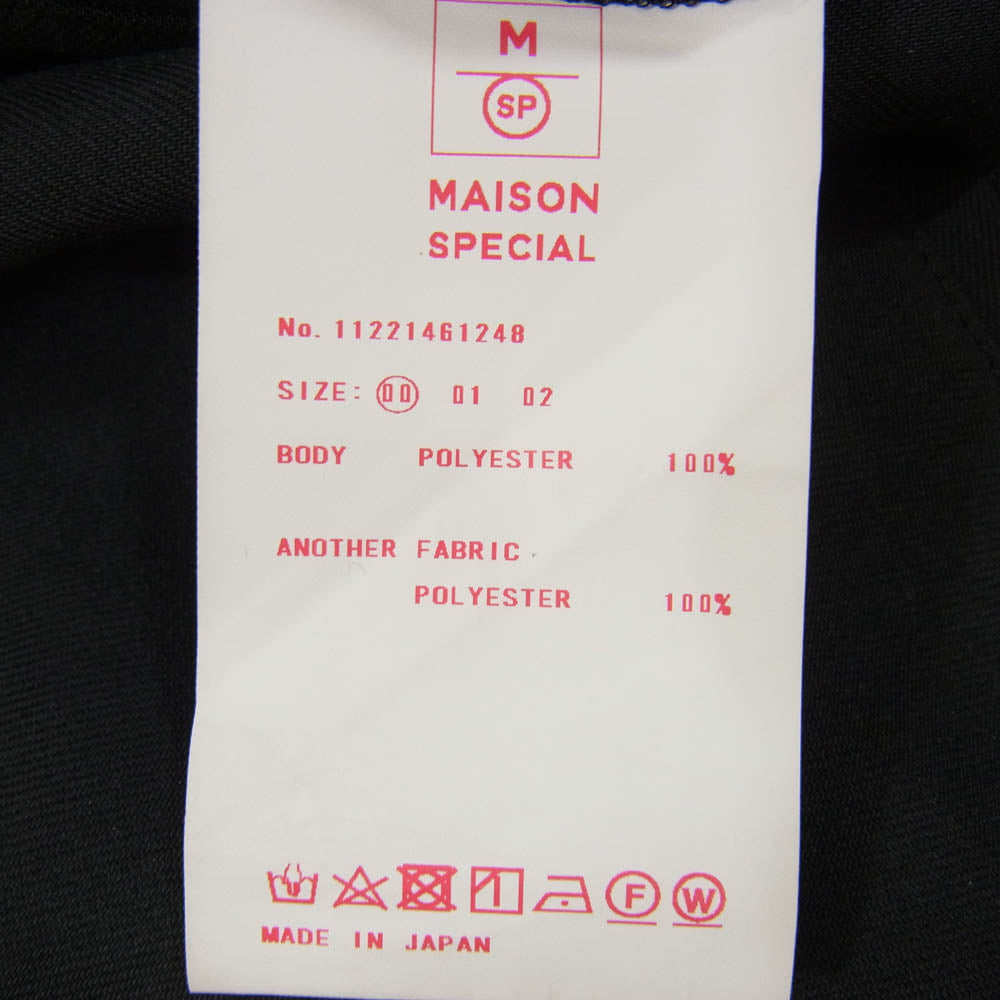 M
SP
MAISON
SPECIAL
No. 11221461248
SIZE: 00 01 02
BODY POLYESTER 100%
ANOTHER FABRIC
POLYESTER 100%
F W
MADE IN JAPAN